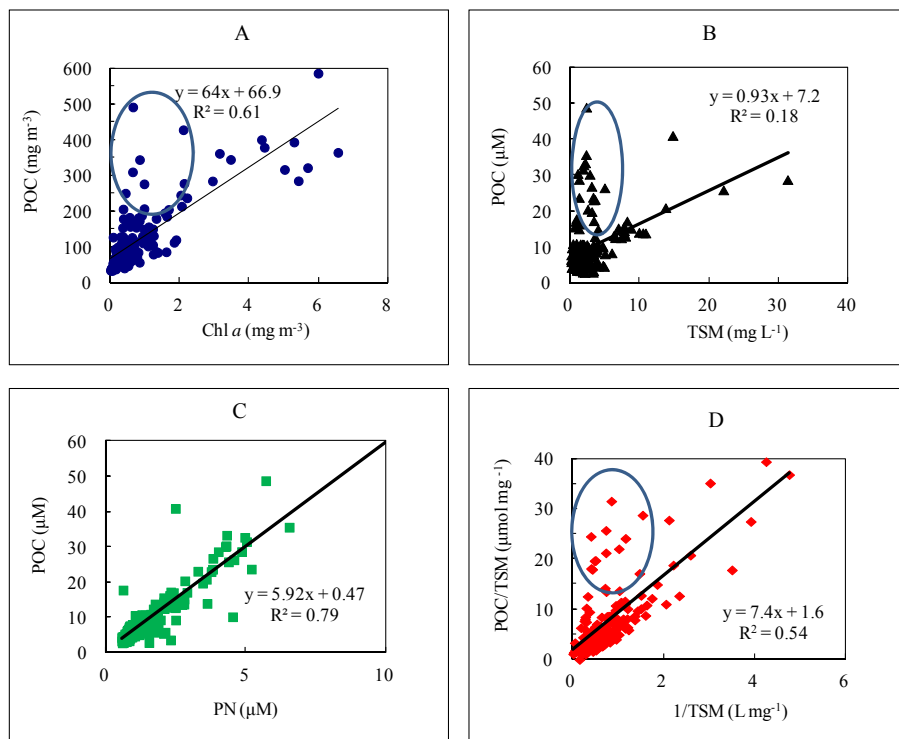 A
POC (mg m-3)
600
500
400
300
200
100
0
y = 64x + 66.9
R² = 0.61
0 2 4 6 8
Chl a (mg m-3)
B
POC (µM)
60
50
40
30
20
10
0
y = 0.93x + 7.2
R² = 0.18
0 10 20 30 40
TSM (mg L-1)
C
POC (µM)
60
50
40
30
20
10
0
y = 5.92x + 0.47
R² = 0.79
0 5 10
PN (µM)
D
POC/TSM (µmol mg -1)
40
30
20
10
0
y = 7.4x + 1.6
R² = 0.54
0 2 4 6
1/TSM (L mg-1)